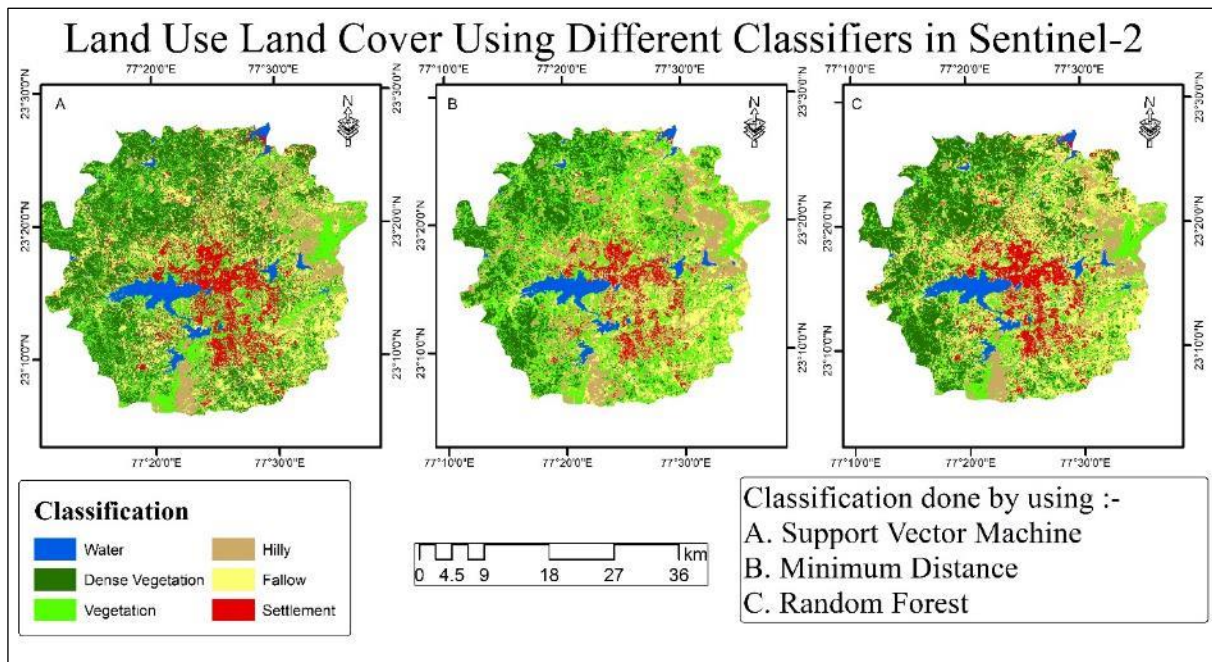 Land Use Land Cover Using Different Classifiers in Sentinel-2
77°20'0"E 77°30'0"E
77°10'0"E 77°20'0"E 77°30'0"E
77°10'0"E 77°20'0"E 77°30'0"E
A
N
B
N
C
N
23°30'0"N
23°20'0"N
23°10'0"N
23°30'0"N
23°20'0"N
23°10'0"N
23°30'0"N
23°20'0"N
23°10'0"N
23°30'0"N
23°20'0"N
23°10'0"N
77°20'0"E 77°30'0"E
77°10'0"E 77°20'0"E 77°30'0"E
77°10'0"E 77°20'0"E 77°30'0"E
Classification
Water
Dense Vegetation
Vegetation
Hilly
Fallow
Settlement
km
0 4.5 9 18 27 36
Classification done by using :-
A. Support Vector Machine
B. Minimum Distance
C. Random Forest